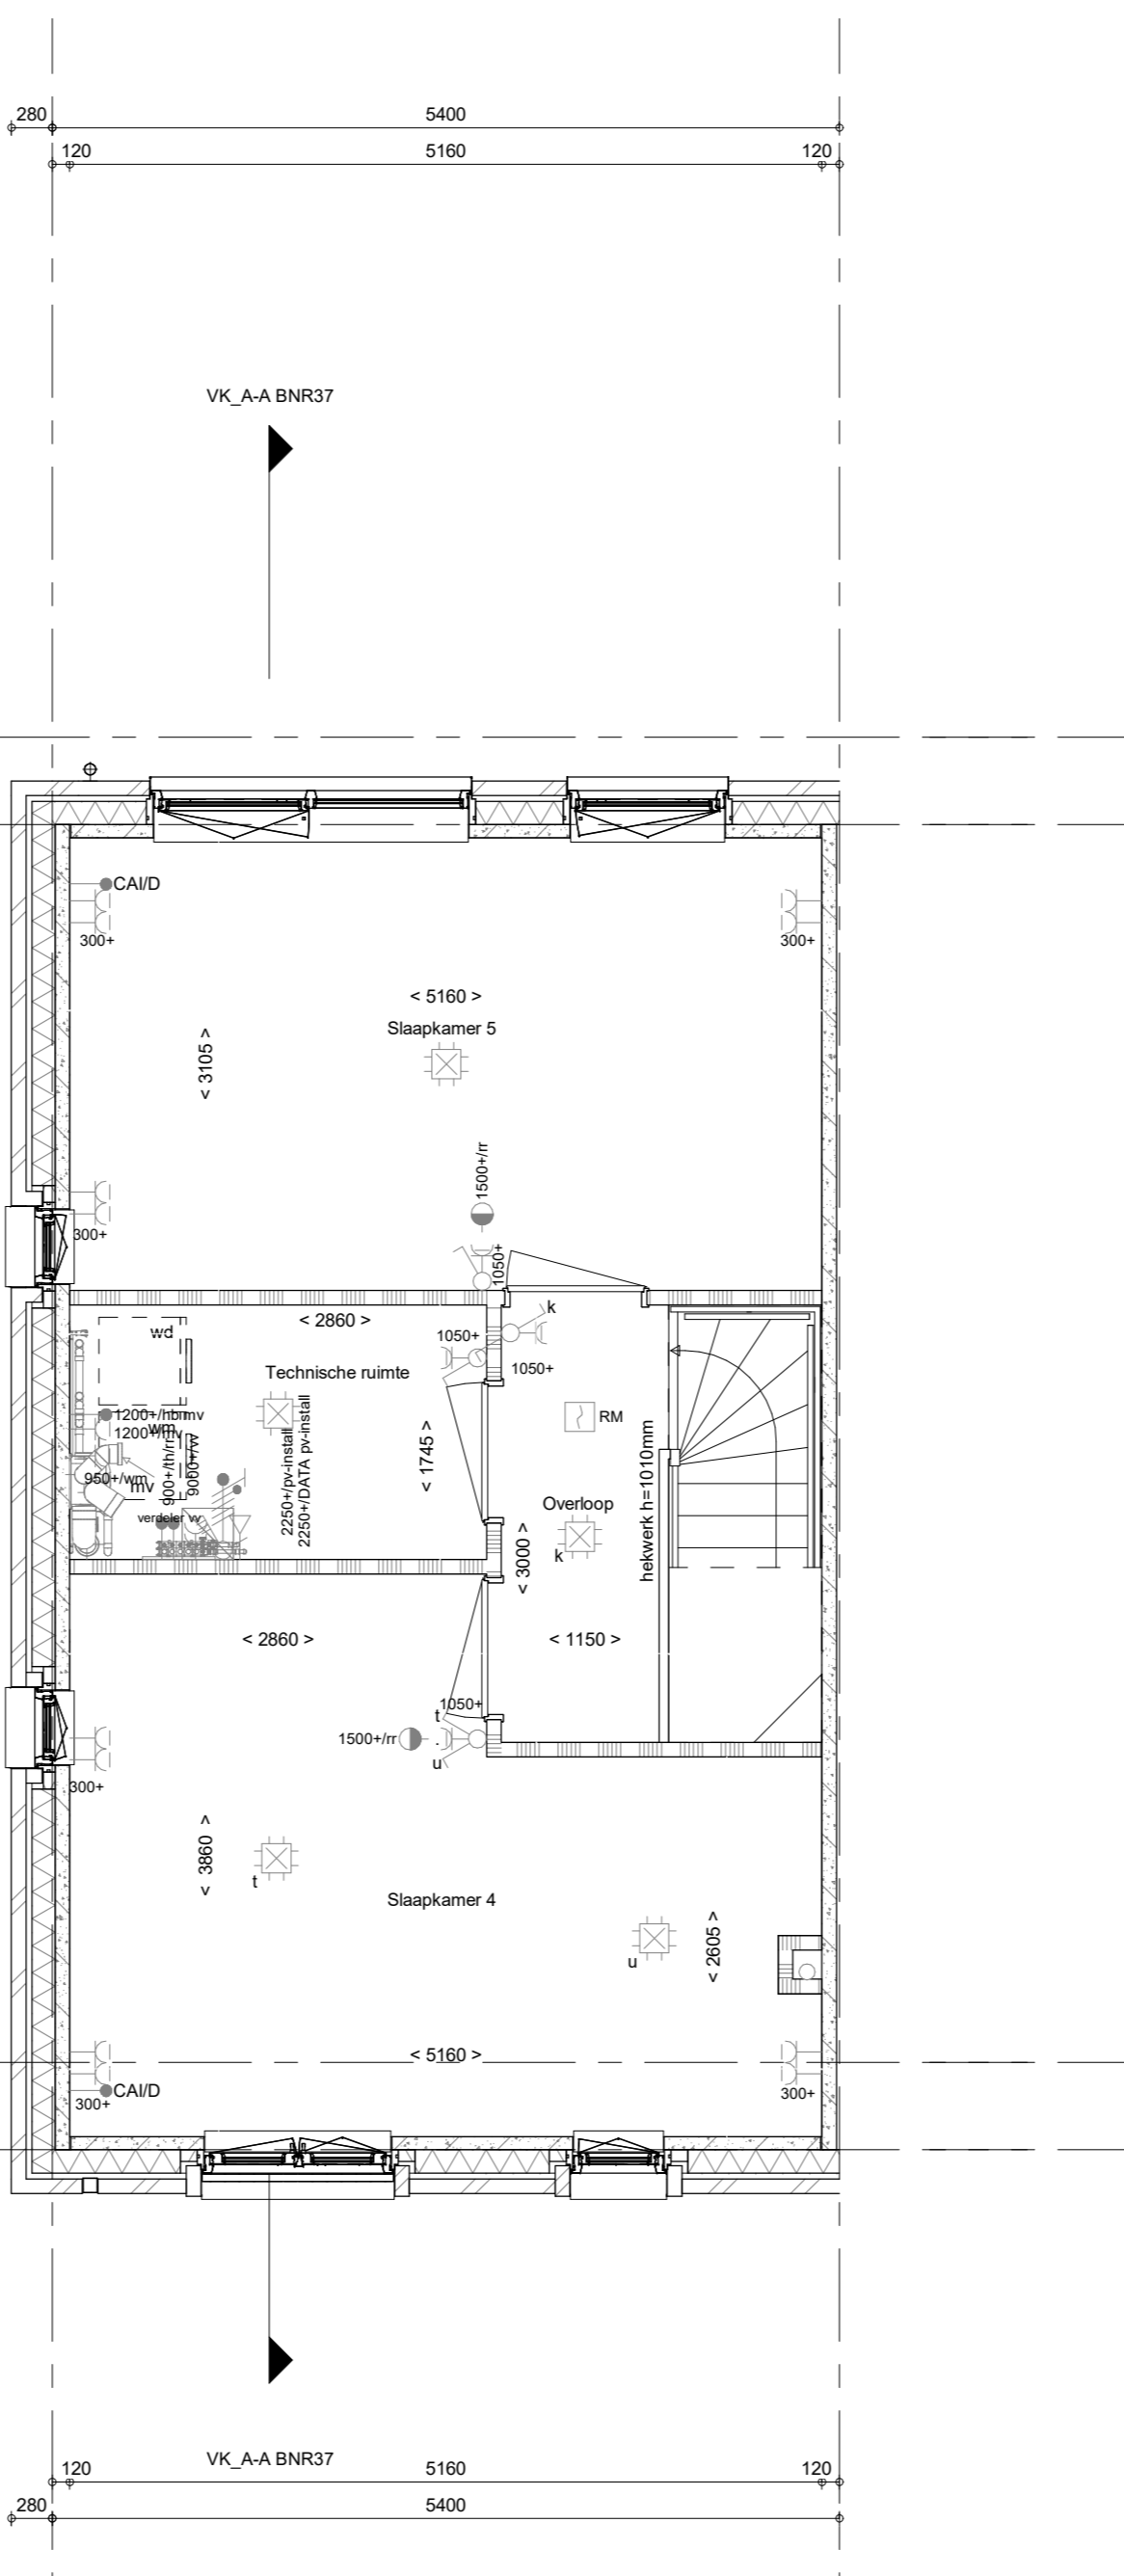 280
5400
120
5160
120
VK_A-A BNR37
CAI/D
300+
300+
< 5160 >
Slaapkamer 5
< 3105 >
1500+/rr
300+
1050+
< 2860 >
k
wd
1050+
1050+
Technische ruimte
1200+/hbmv
RM
wm
1200+/mv
900+/th/rm
9000+/vv
< 1745 >
2250+/pv-install
2250+/DATA pv-install
hekwerk h=1010mm
950+/wm
mv
Overloop
verdeler vv
k
< 3000 >
< 2860 >
< 1150 >
1050+
t
1500+/rr
u
300+
< 3860 >
t
Slaapkamer 4
u
< 2605 >
< 5160 >
CAI/D
300+
300+
VK_A-A BNR37
120
5160
120
280
5400